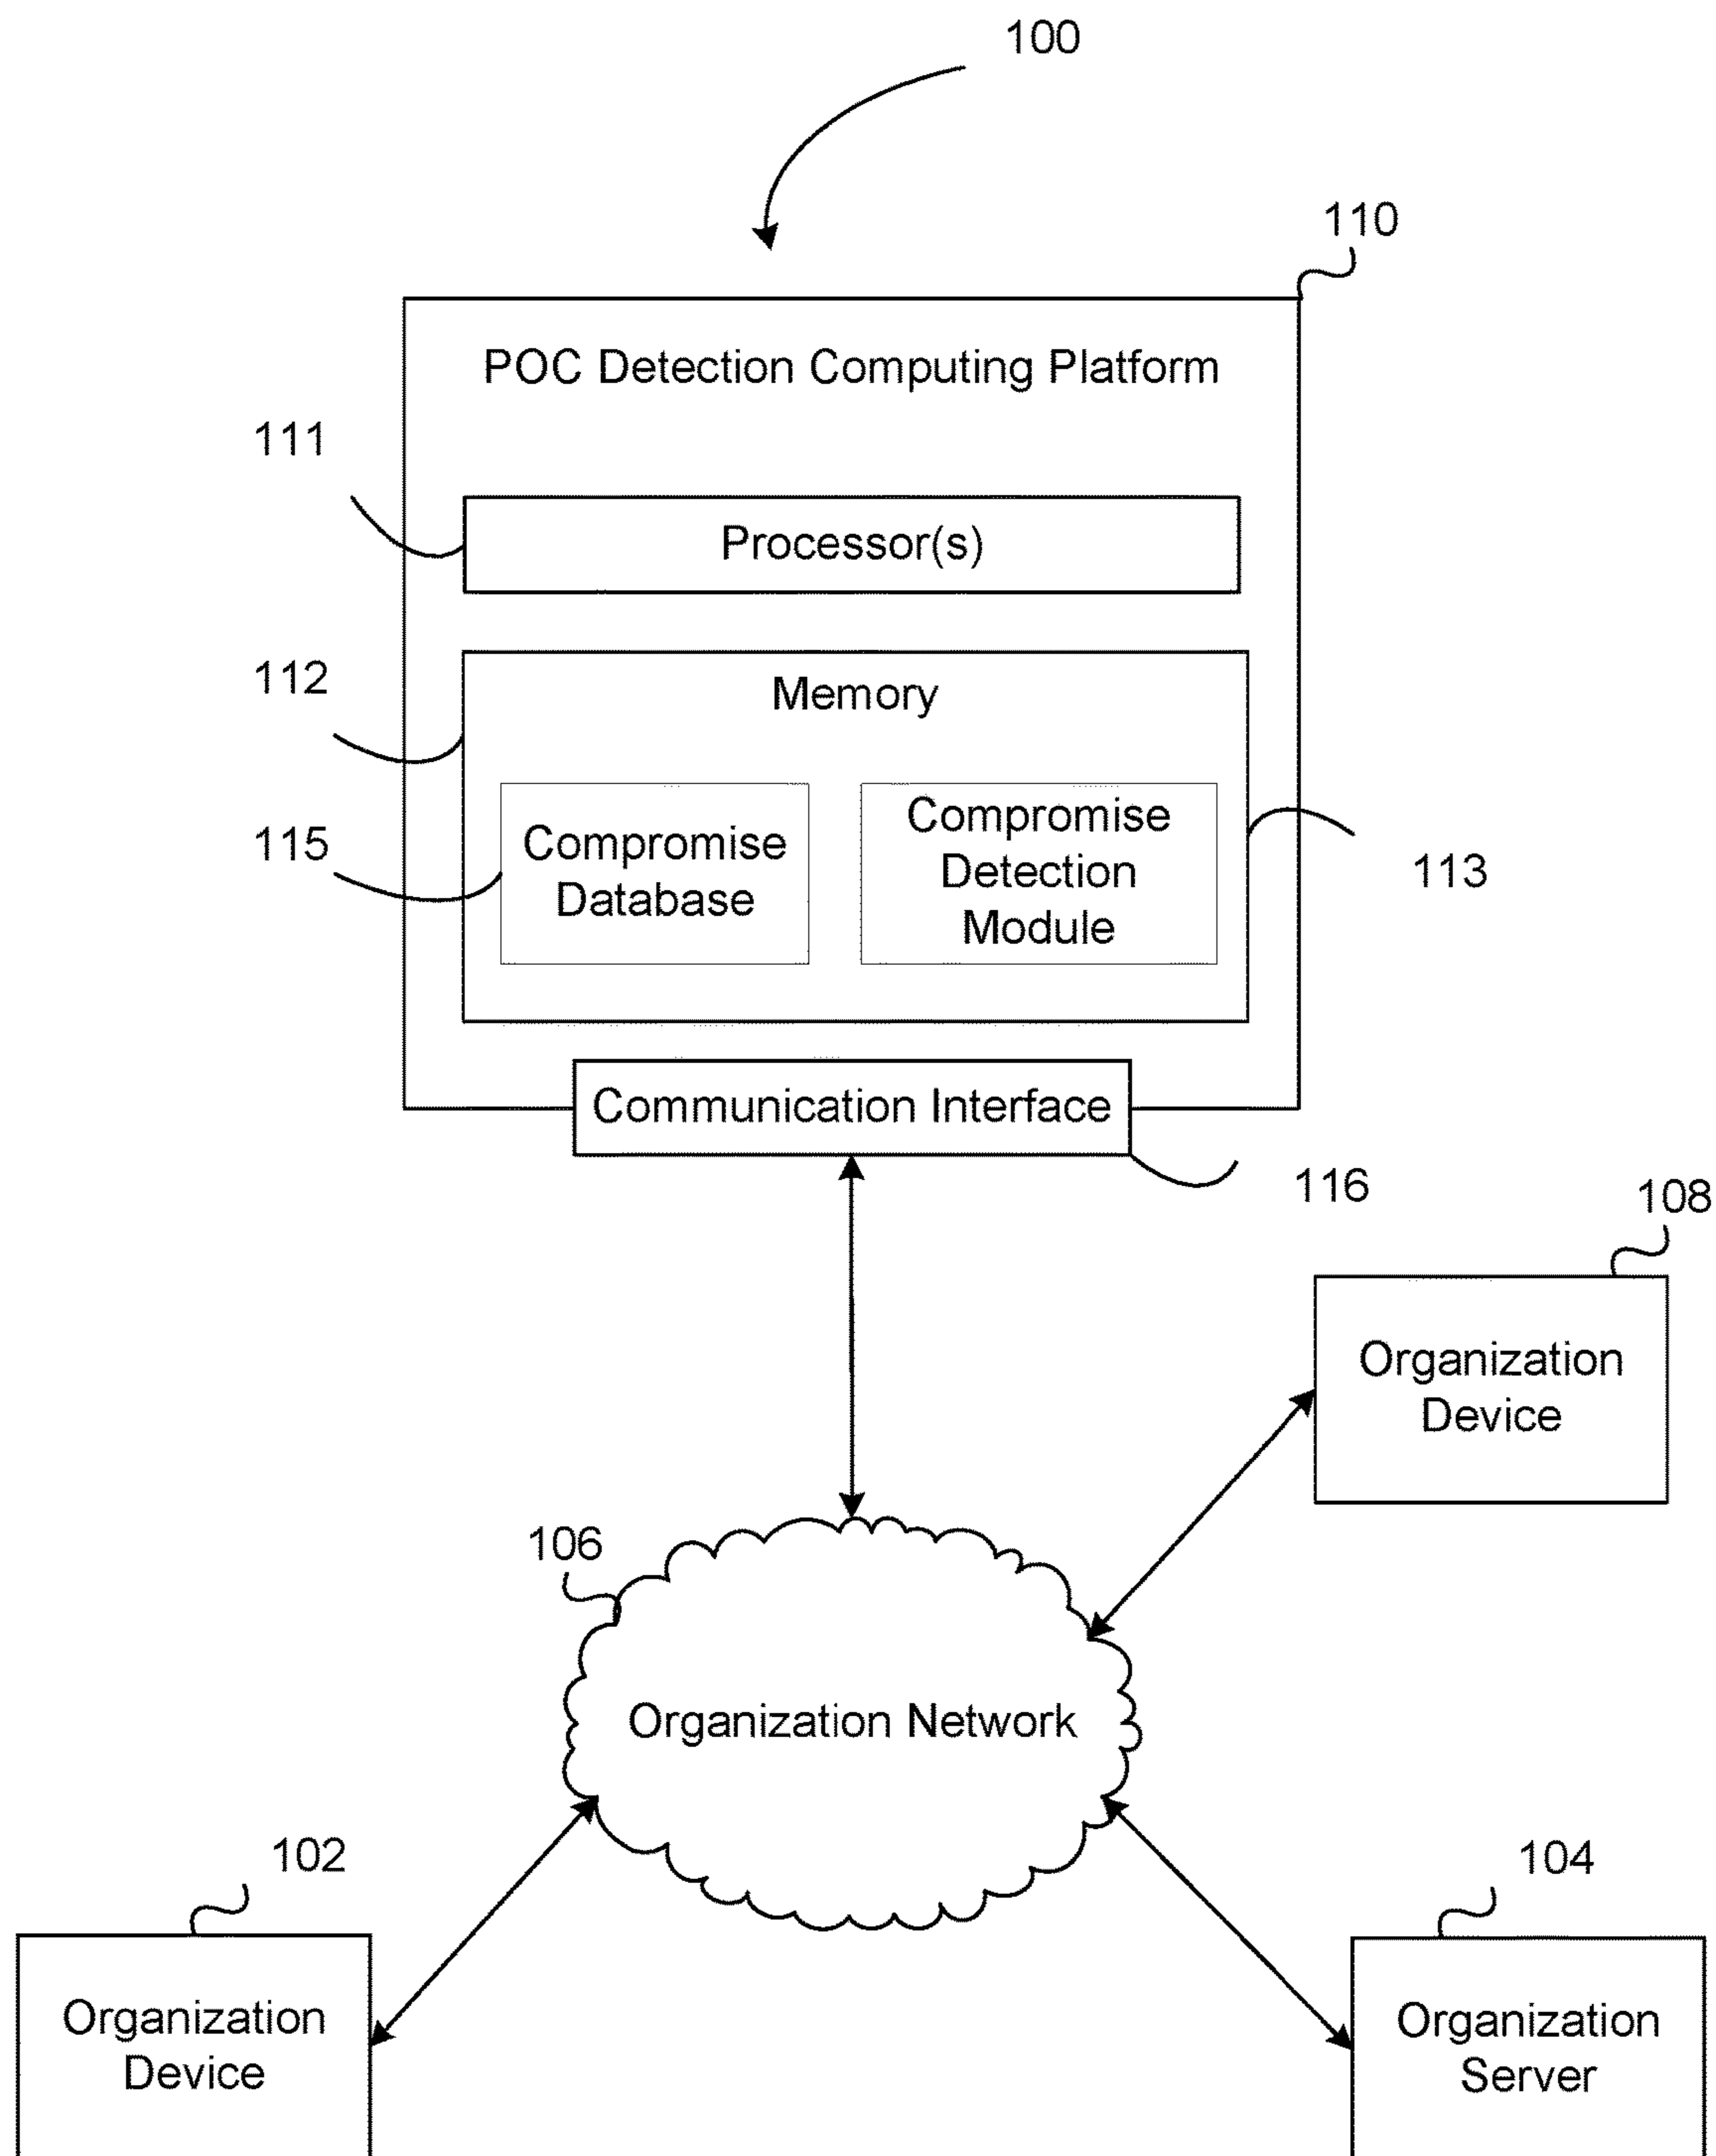 100
110
POC Detection Computing Platform
111
Processor(s)
112
Memory
115
Compromise
Database
Compromise
Detection
Module
113
Communication Interface
116
108
Organization
Device
106
Organization Network
102
Organization
Device
104
Organization
Server